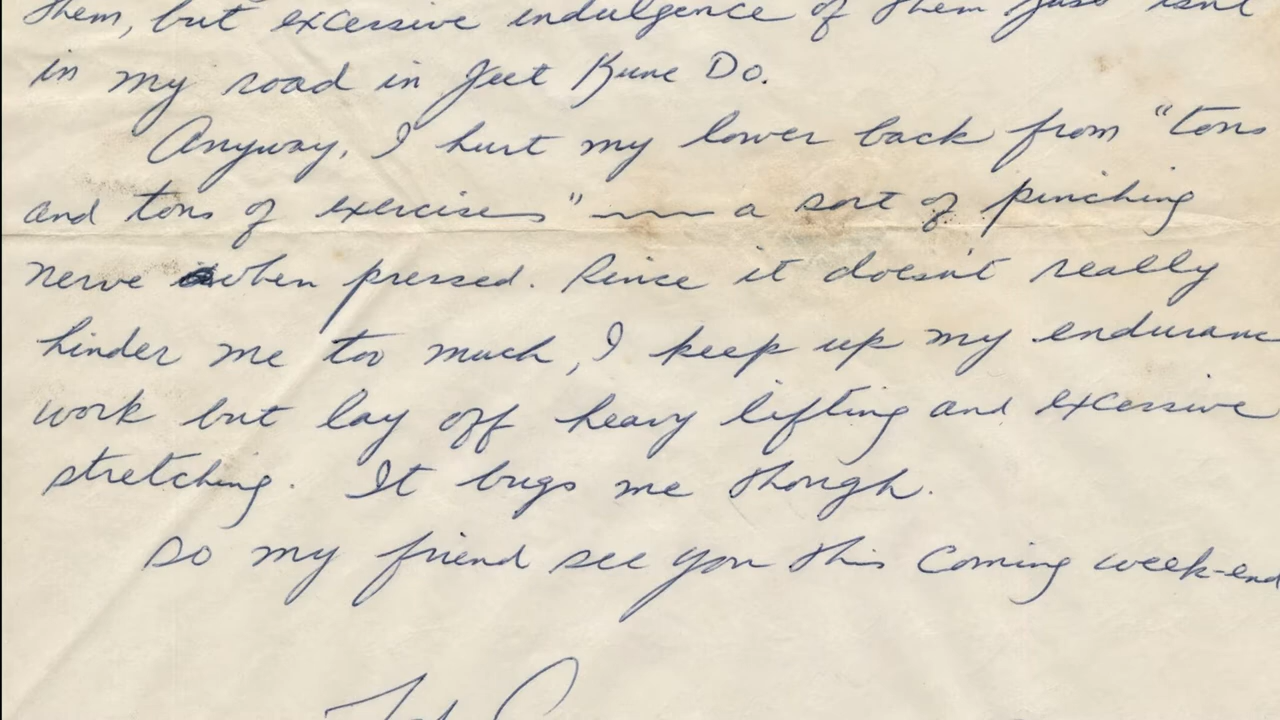 them, but excessive indulgence of them just isn't
in my road in Jeet Kune Do.
Anyway, I hurt my lower back from "tons
and tons of exercises" — a sort of pinching
nerve when pressed. Since it doesn't really
hinder me too much, I keep up my enduranc
work but lay off heavy lifting and excessive
stretching. It bugs me though.
So my friend see you this coming week-end